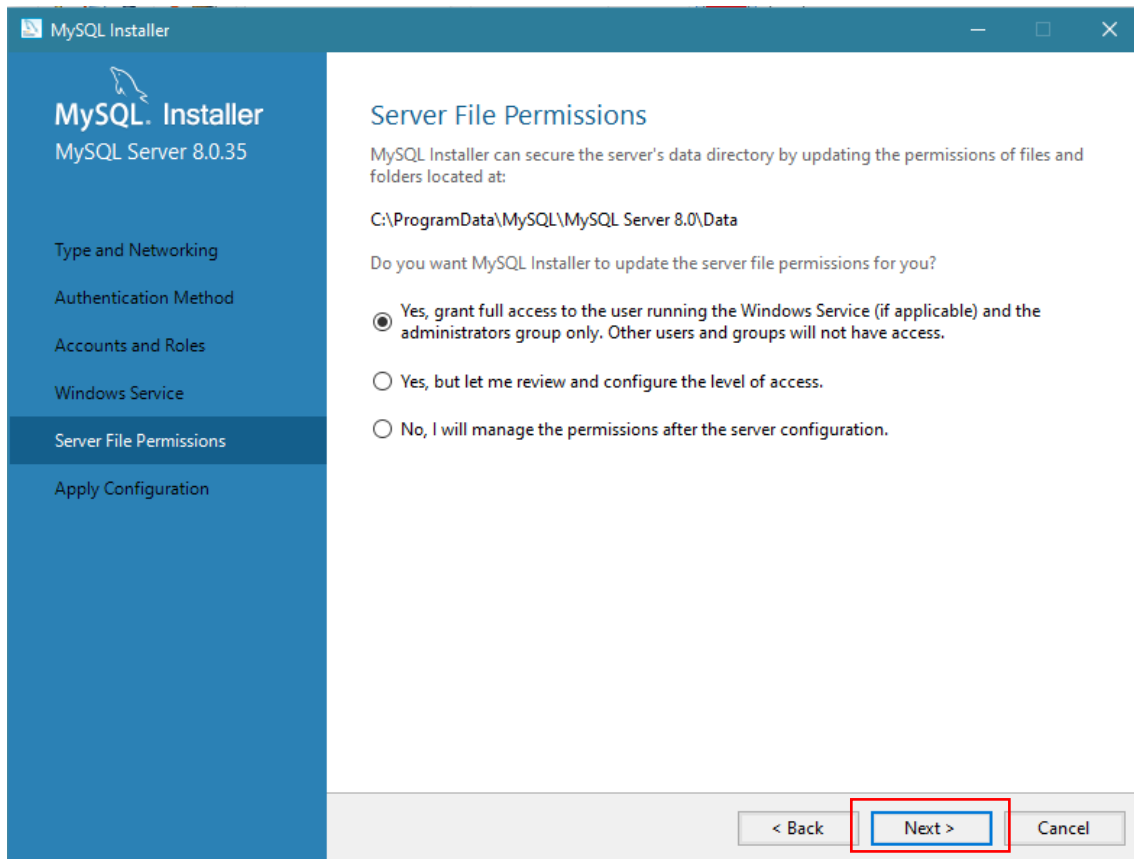 MySQL Installer
MySQL. Installer
MySQL Server 8.0.35
Type and Networking
Authentication Method
Accounts and Roles
Windows Service
Server File Permissions
Apply Configuration
Server File Permissions
MySQL Installer can secure the server's data directory by updating the permissions of files and
folders located at:
C:\ProgramData\MySQL\MySQL Server 8.0\Data
Do you want MySQL Installer to update the server file permissions for you?
Yes, grant full access to the user running the Windows Service (if applicable) and the
administrators group only. Other users and groups will not have access.
Yes, but let me review and configure the level of access.
No, I will manage the permissions after the server configuration.
< Back
Next >
Cancel